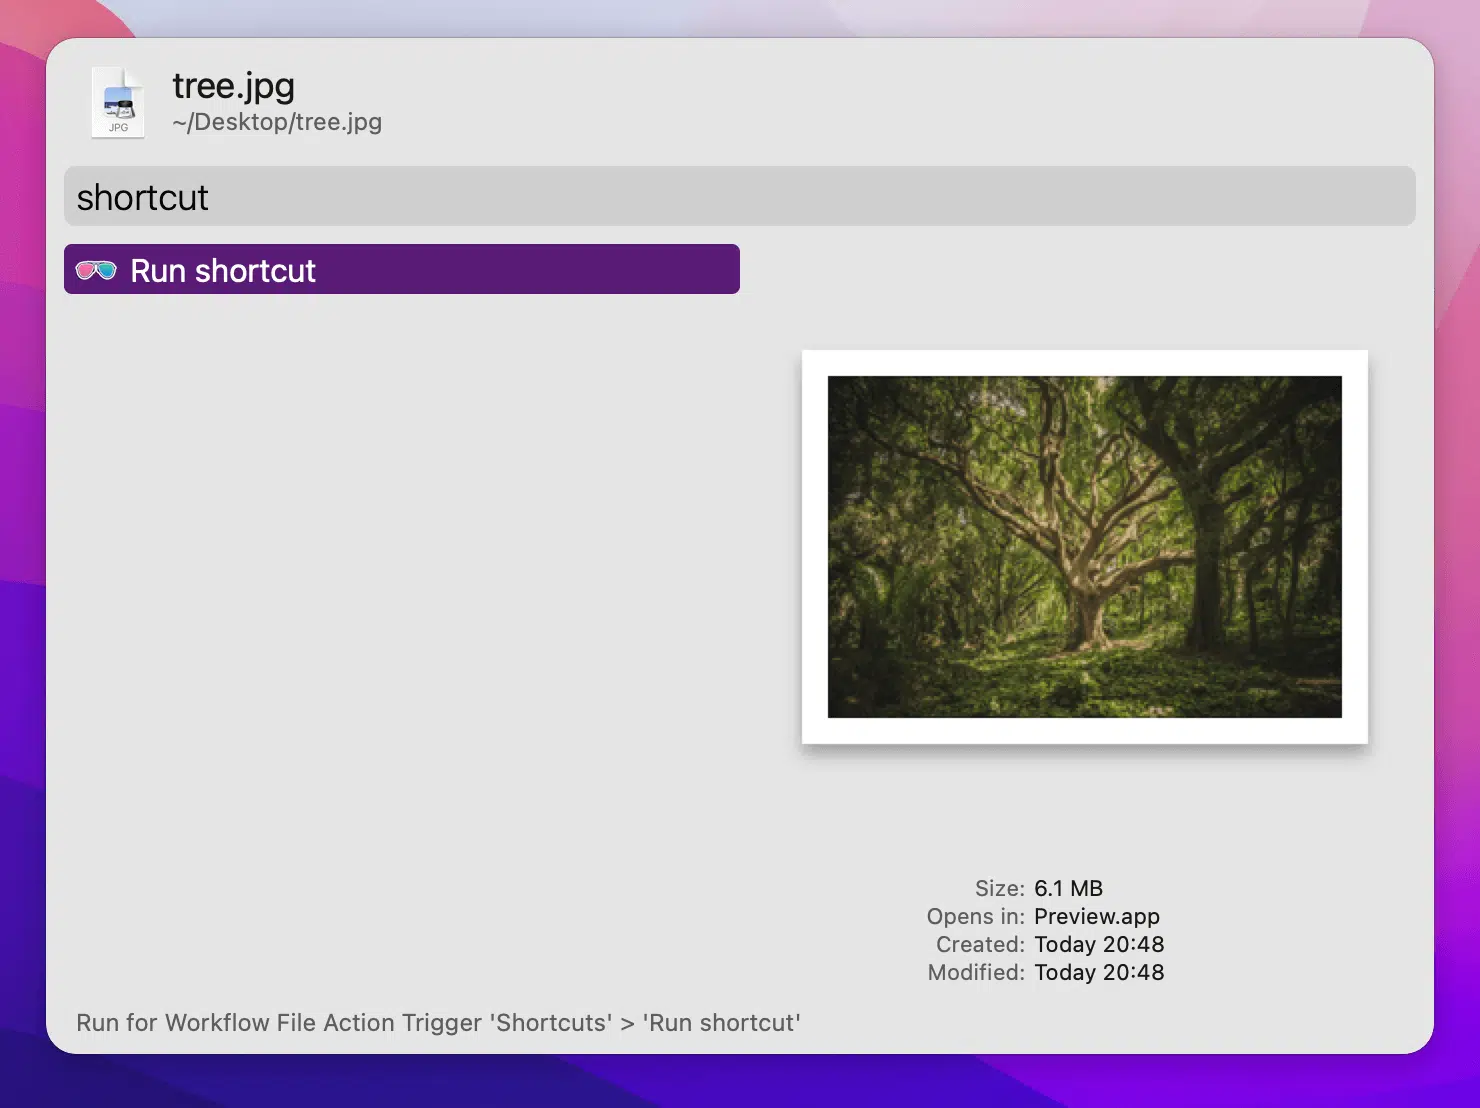 tree.jpg
~/Desktop/tree.jpg
JPG
shortcut
Run shortcut
Size: 6.1 MB
Opens in: Preview.app
Created: Today 20:48
Modified: Today 20:48
Run for Workflow File Action Trigger 'Shortcuts' > 'Run shortcut'